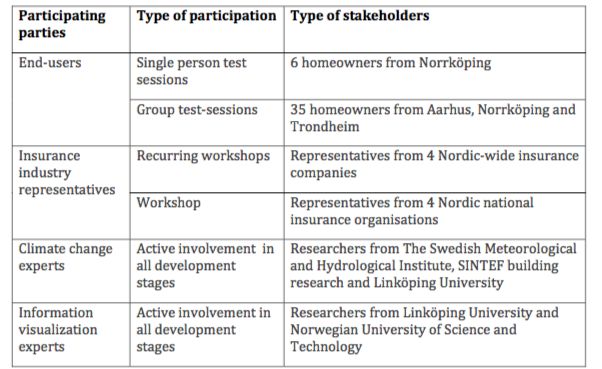 Participating Type of participation Type of stakeholders
parties
End-users Single person test 6 homeowners from Norrköping
sessions
Group test-sessions 35 homeowners from Aarhus, Norrköping and
Trondheim
Insurance Recurring workshops Representatives from 4 Nordic-wide insurance
industry companies
representatives
Workshop Representatives from 4 Nordic national
insurance organisations
Climate change Active involvement in Researchers from The Swedish Meteorological
experts all development and Hydrological Institute, SINTEF building
stages research and Linköping University
Information Active involvement in Researchers from Linköping University and
visualization all development Norwegian University of Science and
experts stages Technology